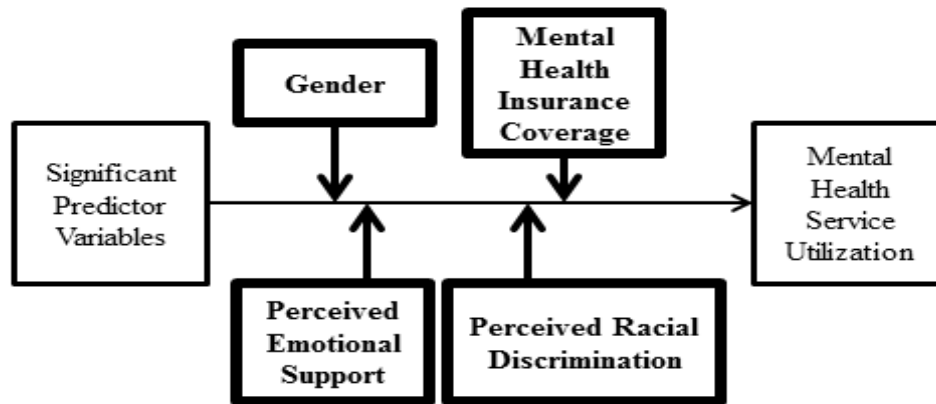 Gender
Mental
Health
Insurance
Coverage
Significant
Predictor
Variables
Mental
Health
Service
Utilization
Perceived
Emotional
Support
Perceived Racial
Discrimination